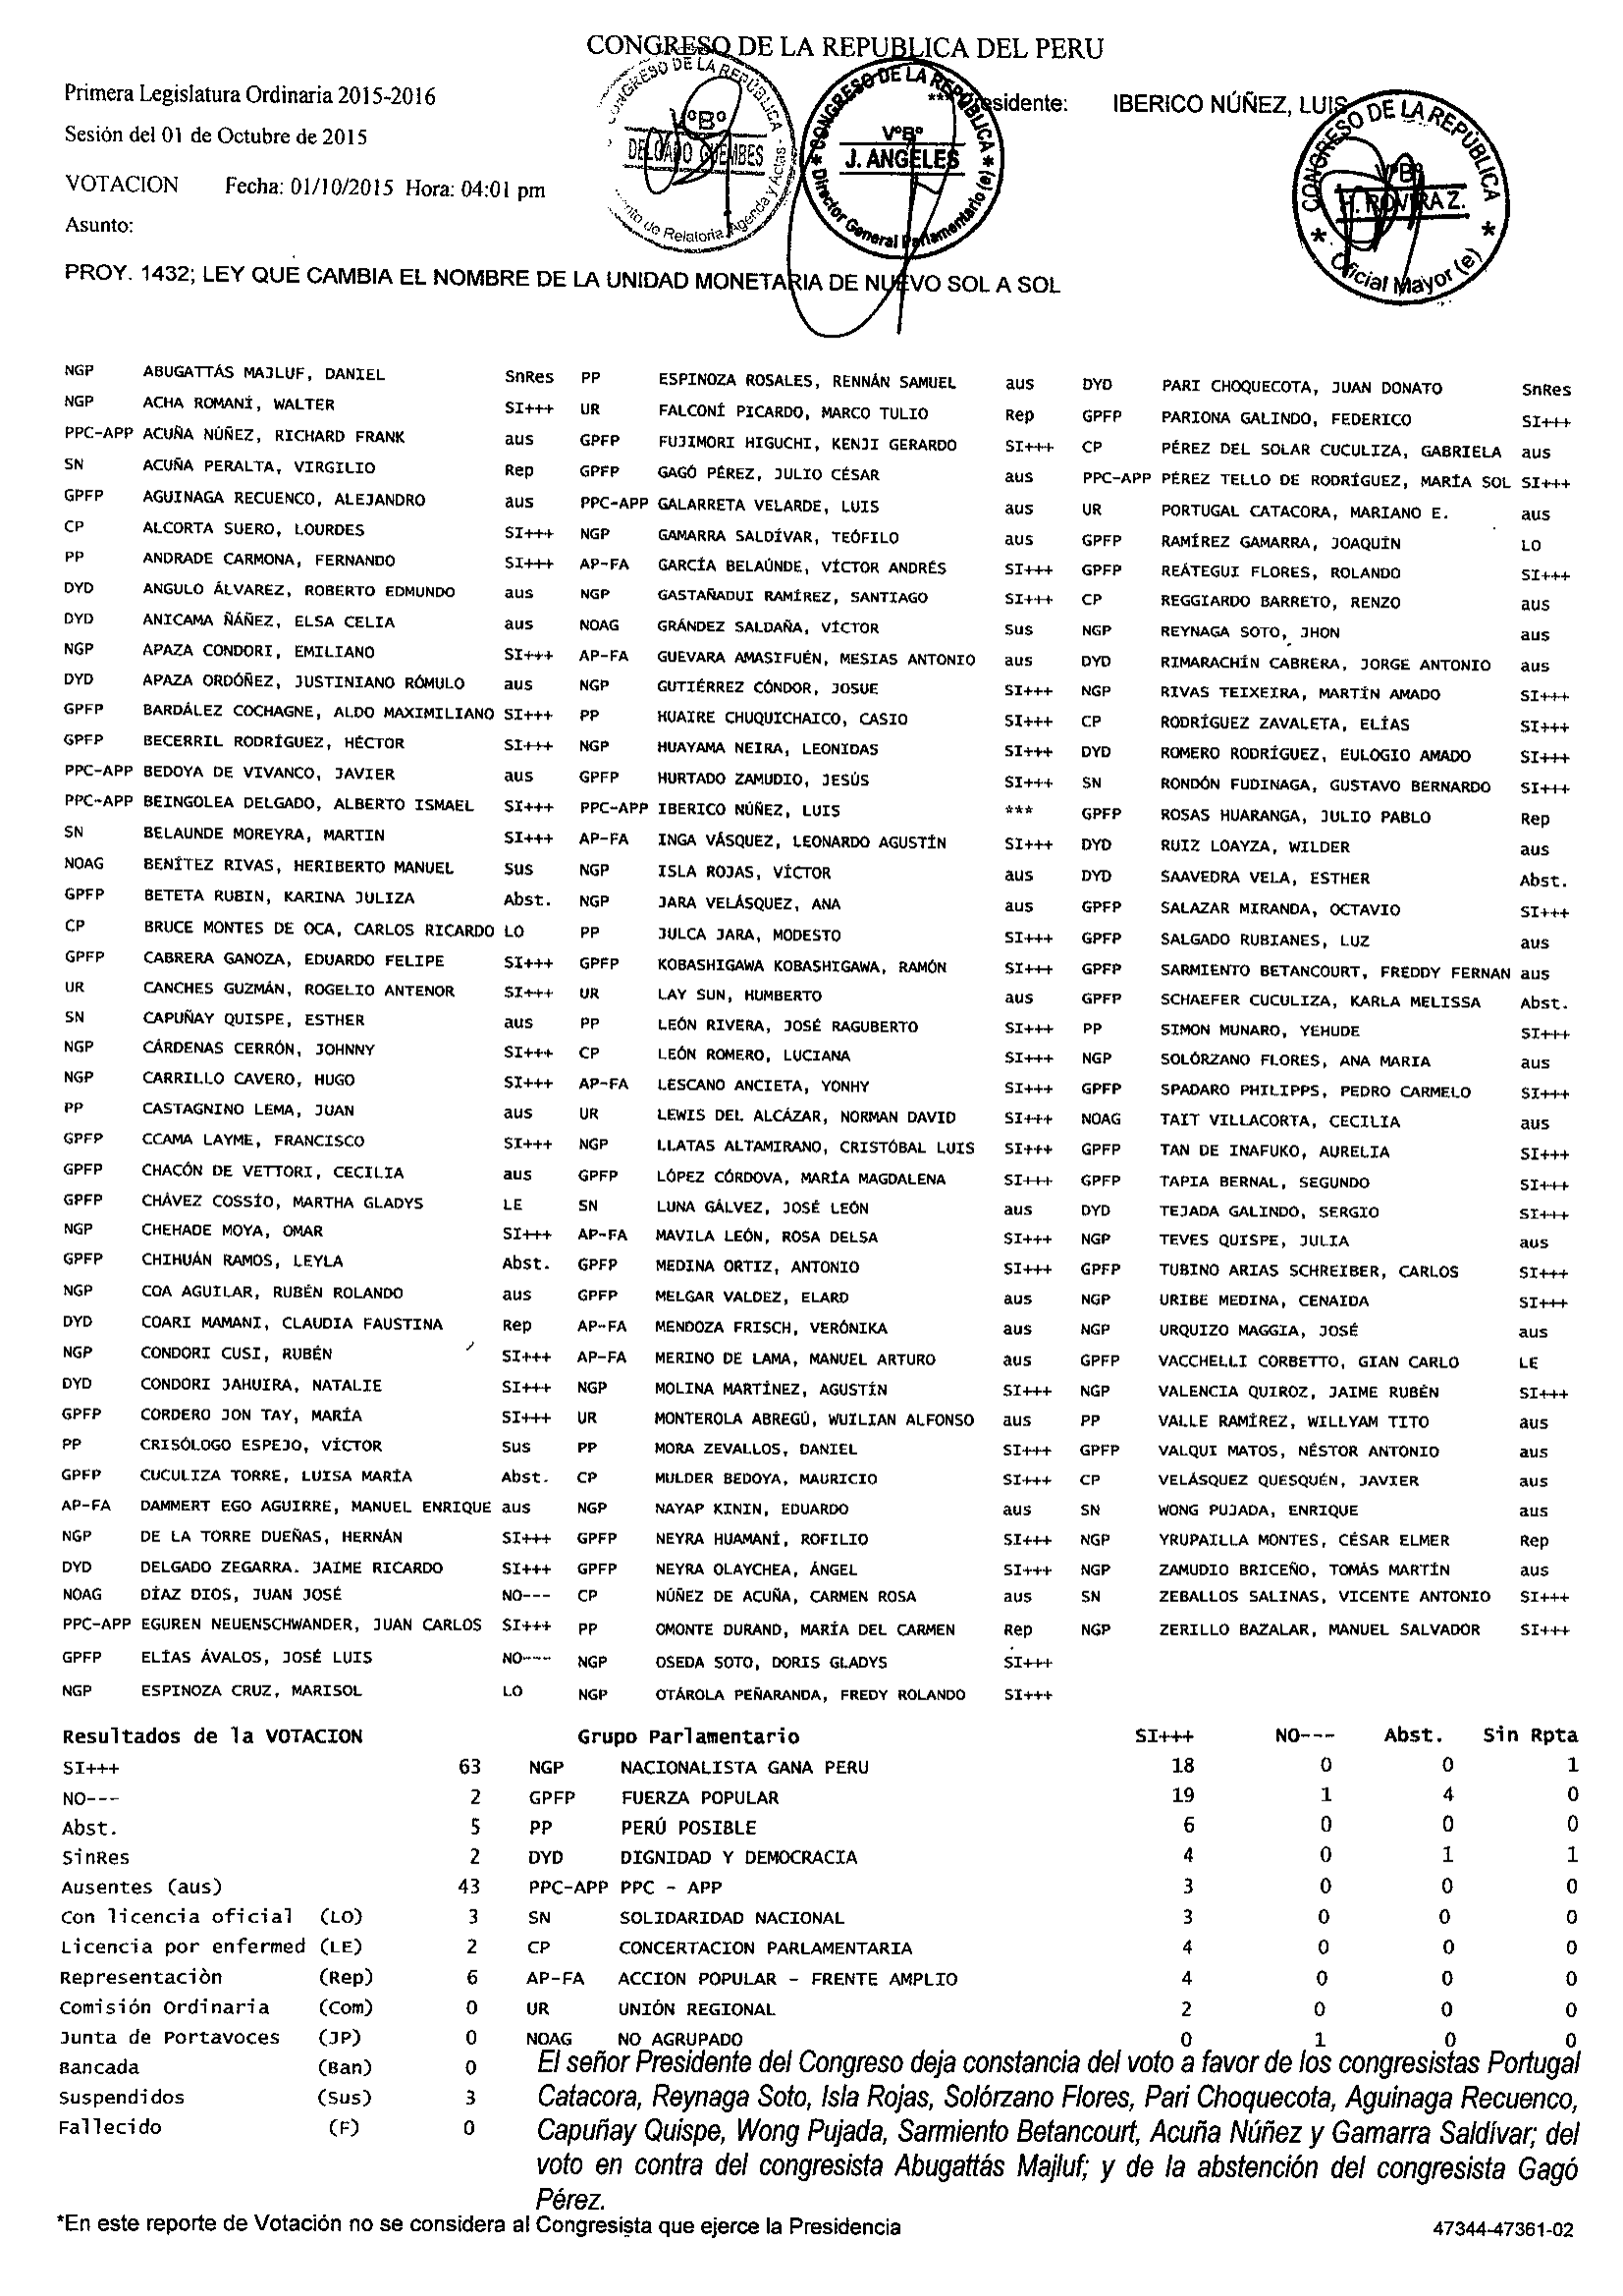 CONGRESO DE LA REPUBLICA DEL PERU
Primera Legislatura Ordinaria 2015-2016
*** Presidente: IBERICO NÚÑEZ, LUIS
Sesión del 01 de Octubre de 2015
VOTACION Fecha: 01/10/2015 Hora: 04:01 pm
Asunto:
PROY. 1432; LEY QUE CAMBIA EL NOMBRE DE LA UNIDAD MONETARIA DE NUEVO SOL A SOL
CONGRESO DE LA REPÚBLICA
V°B°
DELGADO GUEMBES
de Relatoria Agenda y Actas
CONGRESO DE LA REPÚBLICA
V°B°
J. ANGELES
Director General Parlamentario (e)
CONGRESO DE LA REPÚBLICA
V°B°
H. ROVIRA Z.
Oficial Mayor (e)
NGP ABUGATTÁS MAJLUF, DANIEL SnRes PP ESPINOZA ROSALES, RENNÁN SAMUEL aus DYD PARI CHOQUECOTA, JUAN DONATO SnRes
NGP ACHA ROMANÍ, WALTER SI+++ UR FALCONÍ PICARDO, MARCO TULIO Rep GPFP PARIONA GALINDO, FEDERICO SI+++
PPC-APP ACUÑA NÚÑEZ, RICHARD FRANK aus GPFP FUJIMORI HIGUCHI, KENJI GERARDO SI+++ CP PÉREZ DEL SOLAR CUCULIZA, GABRIELA aus
SN ACUÑA PERALTA, VIRGILIO Rep GPFP GAGÓ PÉREZ, JULIO CÉSAR aus PPC-APP PÉREZ TELLO DE RODRÍGUEZ, MARÍA SOL SI+++
GPFP AGUINAGA RECUENCO, ALEJANDRO aus PPC-APP GALARRETA VELARDE, LUIS aus UR PORTUGAL CATACORA, MARIANO E. aus
CP ALCORTA SUERO, LOURDES SI+++ NGP GAMARRA SALDÍVAR, TEÓFILO aus GPFP RAMÍREZ GAMARRA, JOAQUÍN LO
PP ANDRADE CARMONA, FERNANDO SI+++ AP-FA GARCÍA BELAÚNDE, VÍCTOR ANDRÉS SI+++ GPFP REÁTEGUI FLORES, ROLANDO SI+++
DYD ANGULO ÁLVAREZ, ROBERTO EDMUNDO aus NGP GASTAÑADUI RAMÍREZ, SANTIAGO SI+++ CP REGGIARDO BARRETO, RENZO aus
DYD ANICAMA ÑÁÑEZ, ELSA CELIA aus NOAG GRÁNDEZ SALDAÑA, VÍCTOR Sus NGP REYNAGA SOTO, JHON aus
NGP APAZA CONDORI, EMILIANO SI+++ AP-FA GUEVARA AMASIFUÉN, MESIAS ANTONIO aus DYD RIMARACHÍN CABRERA, JORGE ANTONIO aus
DYD APAZA ORDÓÑEZ, JUSTINIANO RÓMULO aus NGP GUTIÉRREZ CÓNDOR, JOSUE SI+++ NGP RIVAS TEIXEIRA, MARTÍN AMADO SI+++
GPFP BARDÁLEZ COCHAGNE, ALDO MAXIMILIANO SI+++ PP HUAIRE CHUQUICHAICO, CASIO SI+++ CP RODRÍGUEZ ZAVALETA, ELÍAS SI+++
GPFP BECERRIL RODRÍGUEZ, HÉCTOR SI+++ NGP HUAYAMA NEIRA, LEONIDAS SI+++ DYD ROMERO RODRÍGUEZ, EULOGIO AMADO SI+++
PPC-APP BEDOYA DE VIVANCO, JAVIER aus GPFP HURTADO ZAMUDIO, JESÚS SI+++ SN RONDÓN FUDINAGA, GUSTAVO BERNARDO SI+++
PPC-APP BEINGOLEA DELGADO, ALBERTO ISMAEL SI+++ PPC-APP IBERICO NÚÑEZ, LUIS *** GPFP ROSAS HUARANGA, JULIO PABLO Rep
SN BELAUNDE MOREYRA, MARTIN SI+++ AP-FA INGA VÁSQUEZ, LEONARDO AGUSTÍN SI+++ DYD RUIZ LOAYZA, WILDER aus
NOAG BENÍTEZ RIVAS, HERIBERTO MANUEL Sus NGP ISLA ROJAS, VÍCTOR aus DYD SAAVEDRA VELA, ESTHER Abst.
GPFP BETETA RUBIN, KARINA JULIZA Abst. NGP JARA VELÁSQUEZ, ANA aus GPFP SALAZAR MIRANDA, OCTAVIO SI+++
CP BRUCE MONTES DE OCA, CARLOS RICARDO LO PP JULCA JARA, MODESTO SI+++ GPFP SALGADO RUBIANES, LUZ aus
GPFP CABRERA GANOZA, EDUARDO FELIPE SI+++ GPFP KOBASHIGAWA KOBASHIGAWA, RAMÓN SI+++ GPFP SARMIENTO BETANCOURT, FREDDY FERNAN aus
UR CANCHES GUZMÁN, ROGELIO ANTENOR SI+++ UR LAY SUN, HUMBERTO aus GPFP SCHAEFER CUCULIZA, KARLA MELISSA Abst.
SN CAPUÑAY QUISPE, ESTHER aus PP LEÓN RIVERA, JOSÉ RAGUBERTO SI+++ PP SIMON MUNARO, YEHUDE SI+++
NGP CÁRDENAS CERRÓN, JOHNNY SI+++ CP LEÓN ROMERO, LUCIANA SI+++ NGP SOLÓRZANO FLORES, ANA MARIA aus
NGP CARRILLO CAVERO, HUGO SI+++ AP-FA LESCANO ANCIETA, YONHY SI+++ GPFP SPADARO PHILIPPS, PEDRO CARMELO SI+++
PP CASTAGNINO LEMA, JUAN aus UR LEWIS DEL ALCÁZAR, NORMAN DAVID SI+++ NOAG TAIT VILLACORTA, CECILIA aus
GPFP CCAMA LAYME, FRANCISCO SI+++ NGP LLATAS ALTAMIRANO, CRISTÓBAL LUIS SI+++ GPFP TAN DE INAFUKO, AURELIA SI+++
GPFP CHACÓN DE VETTORI, CECILIA aus GPFP LÓPEZ CÓRDOVA, MARÍA MAGDALENA SI+++ GPFP TAPIA BERNAL, SEGUNDO SI+++
GPFP CHÁVEZ COSSÍO, MARTHA GLADYS LE SN LUNA GÁLVEZ, JOSÉ LEÓN aus DYD TEJADA GALINDO, SERGIO SI+++
NGP CHEHADE MOYA, OMAR SI+++ AP-FA MAVILA LEÓN, ROSA DELSA SI+++ NGP TEVES QUISPE, JULIA aus
GPFP CHIHUÁN RAMOS, LEYLA Abst. GPFP MEDINA ORTIZ, ANTONIO SI+++ GPFP TUBINO ARIAS SCHREIBER, CARLOS SI+++
NGP COA AGUILAR, RUBÉN ROLANDO aus GPFP MELGAR VALDEZ, ELARD aus NGP URIBE MEDINA, CENAIDA SI+++
DYD COARI MAMANI, CLAUDIA FAUSTINA Rep AP-FA MENDOZA FRISCH, VERÓNIKA aus NGP URQUIZO MAGGIA, JOSÉ aus
NGP CONDORI CUSI, RUBÉN SI+++ AP-FA MERINO DE LAMA, MANUEL ARTURO aus GPFP VACCHELLI CORBETTO, GIAN CARLO LE
DYD CONDORI JAHUIRA, NATALIE SI+++ NGP MOLINA MARTÍNEZ, AGUSTÍN SI+++ NGP VALENCIA QUIROZ, JAIME RUBÉN SI+++
GPFP CORDERO JON TAY, MARÍA SI+++ UR MONTEROLA ABREGÚ, WUILIAN ALFONSO aus PP VALLE RAMÍREZ, WILLYAM TITO aus
PP CRISÓLOGO ESPEJO, VÍCTOR Sus PP MORA ZEVALLOS, DANIEL SI+++ GPFP VALQUI MATOS, NÉSTOR ANTONIO aus
GPFP CUCULIZA TORRE, LUISA MARÍA Abst. CP MULDER BEDOYA, MAURICIO SI+++ CP VELÁSQUEZ QUESQUÉN, JAVIER aus
AP-FA DAMMERT EGO AGUIRRE, MANUEL ENRIQUE aus NGP NAYAP KININ, EDUARDO aus SN WONG PUJADA, ENRIQUE aus
NGP DE LA TORRE DUEÑAS, HERNÁN SI+++ GPFP NEYRA HUAMANÍ, ROFILIO SI+++ NGP YRUPAILLA MONTES, CÉSAR ELMER Rep
DYD DELGADO ZEGARRA. JAIME RICARDO SI+++ GPFP NEYRA OLAYCHEA, ÁNGEL SI+++ NGP ZAMUDIO BRICEÑO, TOMÁS MARTÍN aus
NOAG DÍAZ DIOS, JUAN JOSÉ NO--- CP NÚÑEZ DE ACUÑA, CARMEN ROSA aus SN ZEBALLOS SALINAS, VICENTE ANTONIO SI+++
PPC-APP EGUREN NEUENSCHWANDER, JUAN CARLOS SI+++ PP OMONTE DURAND, MARÍA DEL CARMEN Rep NGP ZERILLO BAZALAR, MANUEL SALVADOR SI+++
GPFP ELÍAS ÁVALOS, JOSÉ LUIS NO--- NGP OSEDA SOTO, DORIS GLADYS SI+++
NGP ESPINOZA CRUZ, MARISOL LO NGP OTÁROLA PEÑARANDA, FREDY ROLANDO SI+++
Resultados de la VOTACION Grupo Parlamentario SI+++ NO--- Abst. Sin Rpta
SI+++ 63 NGP NACIONALISTA GANA PERU 18 0 0 1
NO--- 2 GPFP FUERZA POPULAR 19 1 4 0
Abst. 5 PP PERÚ POSIBLE 6 0 0 0
SinRes 2 DYD DIGNIDAD Y DEMOCRACIA 4 0 1 1
Ausentes (aus) 43 PPC-APP PPC - APP 3 0 0 0
Con licencia oficial (LO) 3 SN SOLIDARIDAD NACIONAL 3 0 0 0
Licencia por enfermed (LE) 2 CP CONCERTACION PARLAMENTARIA 4 0 0 0
Representación (Rep) 6 AP-FA ACCION POPULAR - FRENTE AMPLIO 4 0 0 0
Comisión Ordinaria (Com) 0 UR UNIÓN REGIONAL 2 0 0 0
Junta de Portavoces (JP) 0 NOAG NO AGRUPADO 0 1 0 0
Bancada (Ban) 0
Suspendidos (Sus) 3
Fallecido (F) 0
El señor Presidente del Congreso deja constancia del voto a favor de los congresistas Portugal
Catacora, Reynaga Soto, Isla Rojas, Solórzano Flores, Pari Choquecota, Aguinaga Recuenco,
Capuñay Quispe, Wong Pujada, Sarmiento Betancourt, Acuña Núñez y Gamarra Saldívar; del
voto en contra del congresista Abugattás Majluf; y de la abstención del congresista Gagó
Pérez.
*En este reporte de Votación no se considera al Congresista que ejerce la Presidencia
47344-47361-02